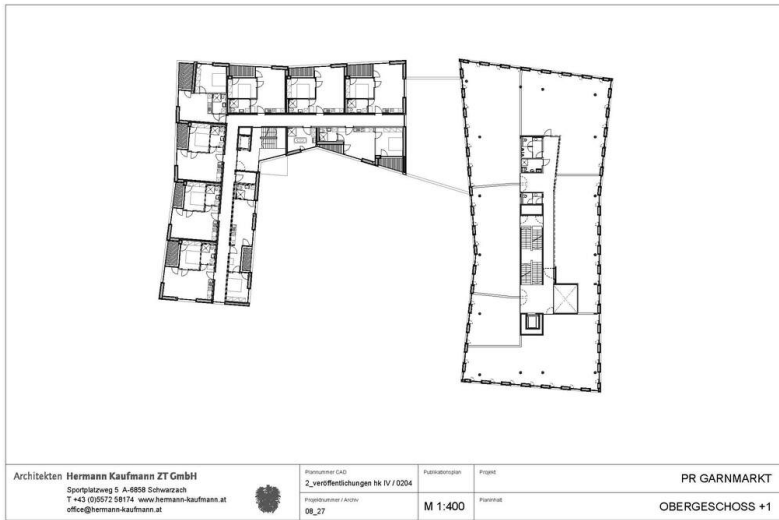 Architekten Hermann Kaufmann ZT GmbH
Sportplatzweg 5 A-6858 Schwarzach
T +43 (0)5572 58174 www.hermann-kaufmann.at
office@hermann-kaufmann.at
Plannummer CAD
2_veröffentlichungen hk IV / 0204
Projektnummer / Archiv
08_27
Publikationsplan
M 1:400
Projekt
PR GARNMARKT
Planinhalt
OBERGESCHOSS +1